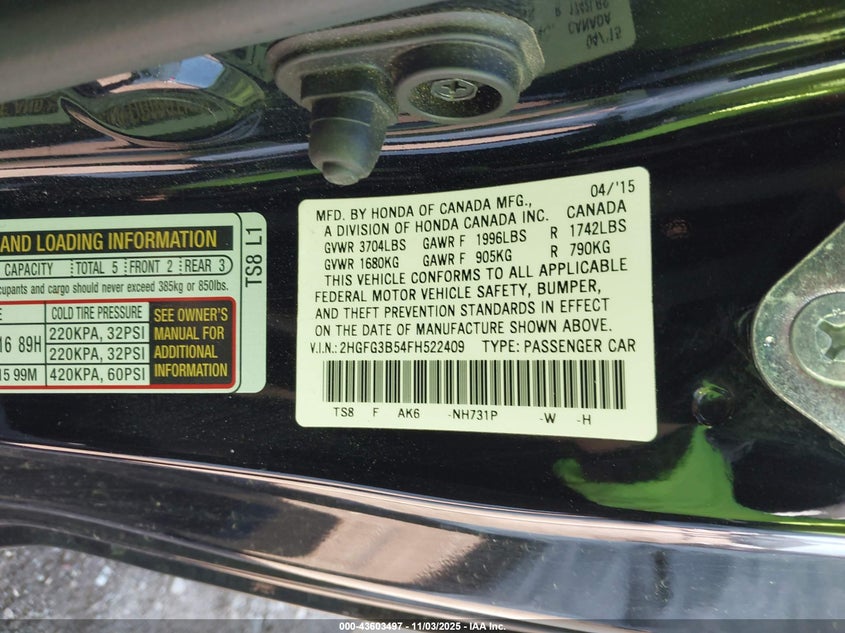 CANADA
04/'15
04/'15
MFD. BY HONDA OF CANADA MFG., CANADA
A DIVISION OF HONDA CANADA INC.
GVWR 3704LBS GAWR F 1996LBS R 1742LBS
GVWR 1680KG GAWR F 905KG R 790KG
THIS VEHICLE CONFORMS TO ALL APPLICABLE
FEDERAL MOTOR VEHICLE SAFETY, BUMPER,
AND THEFT PREVENTION STANDARDS IN EFFECT
ON THE DATE OF MANUFACTURE SHOWN ABOVE.
V.I.N.: 2HGFG3B54FH522409 TYPE: PASSENGER CAR
TS8 F AK6 -NH731P -W -H
AND LOADING INFORMATION
CAPACITY TOTAL 5 FRONT 2 REAR 3
cupants and cargo should never exceed 385kg or 850lbs.
E COLD TIRE PRESSURE
16 89H 220KPA, 32PSI
220KPA, 32PSI
15 99M 420KPA, 60PSI
SEE OWNER'S
MANUAL FOR
ADDITIONAL
INFORMATION
TS8 L1
000-43603497 - 11/03/2025 - IAA Inc.